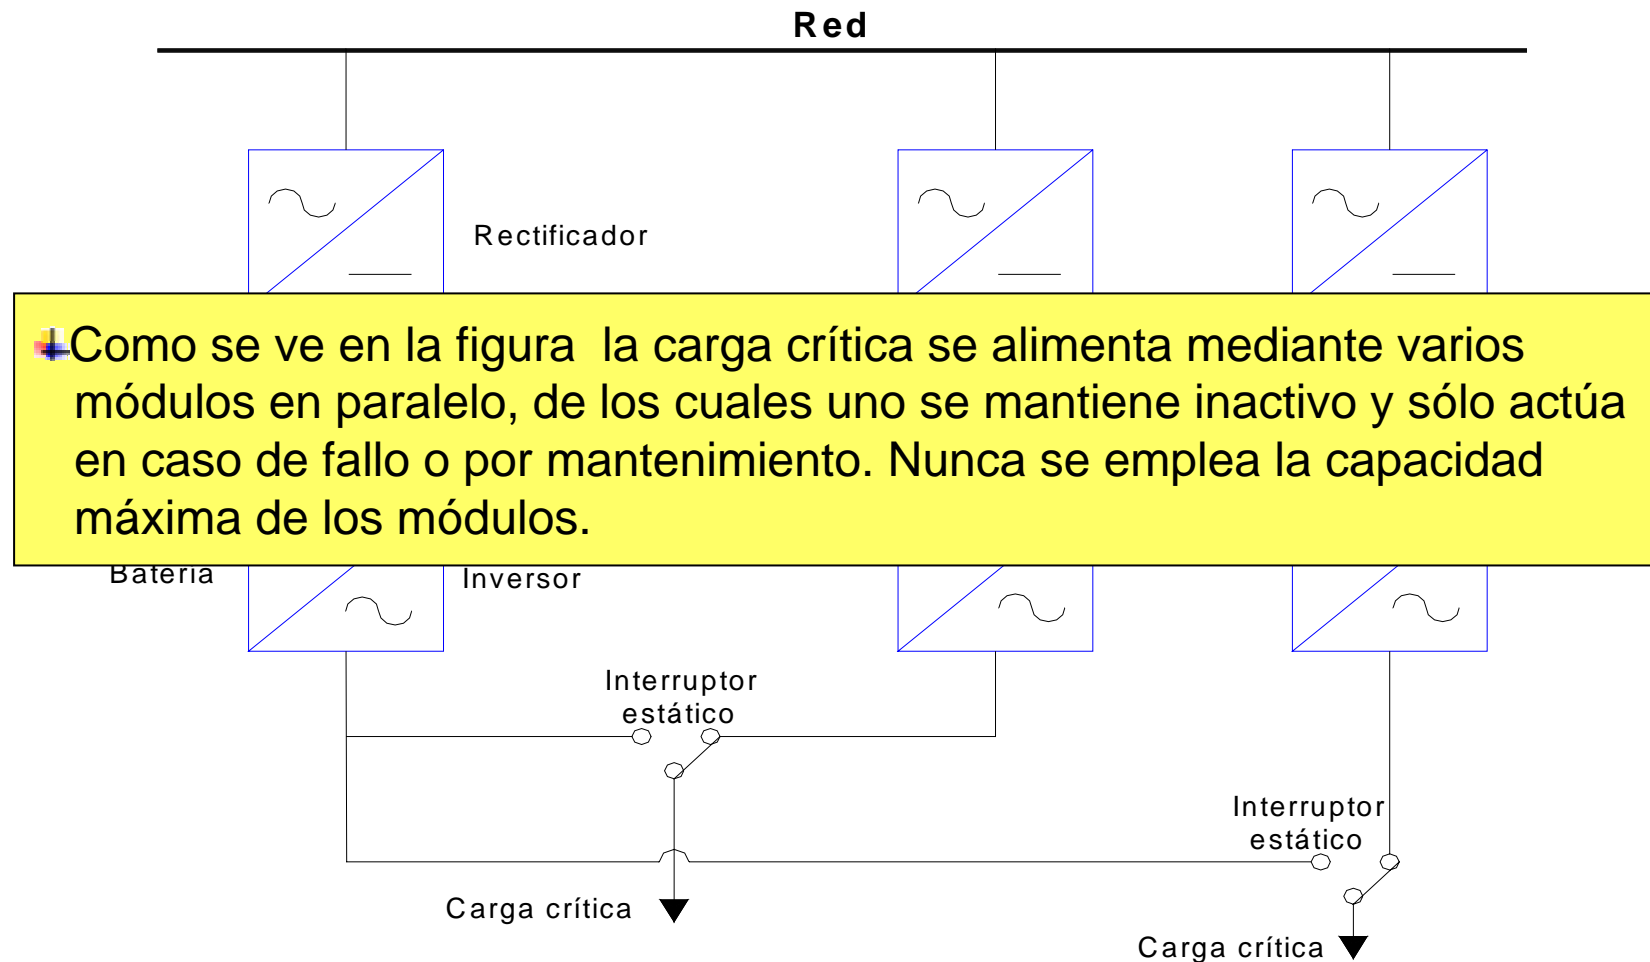 Red
Rectificador
Como se ve en la figura la carga crítica se alimenta mediante varios
módulos en paralelo, de los cuales uno se mantiene inactivo y sólo actúa
en caso de fallo o por mantenimiento. Nunca se emplea la capacidad
máxima de los módulos.
Batería
Inversor
Interruptor
estático
Interruptor
estático
Carga crítica
Carga crítica